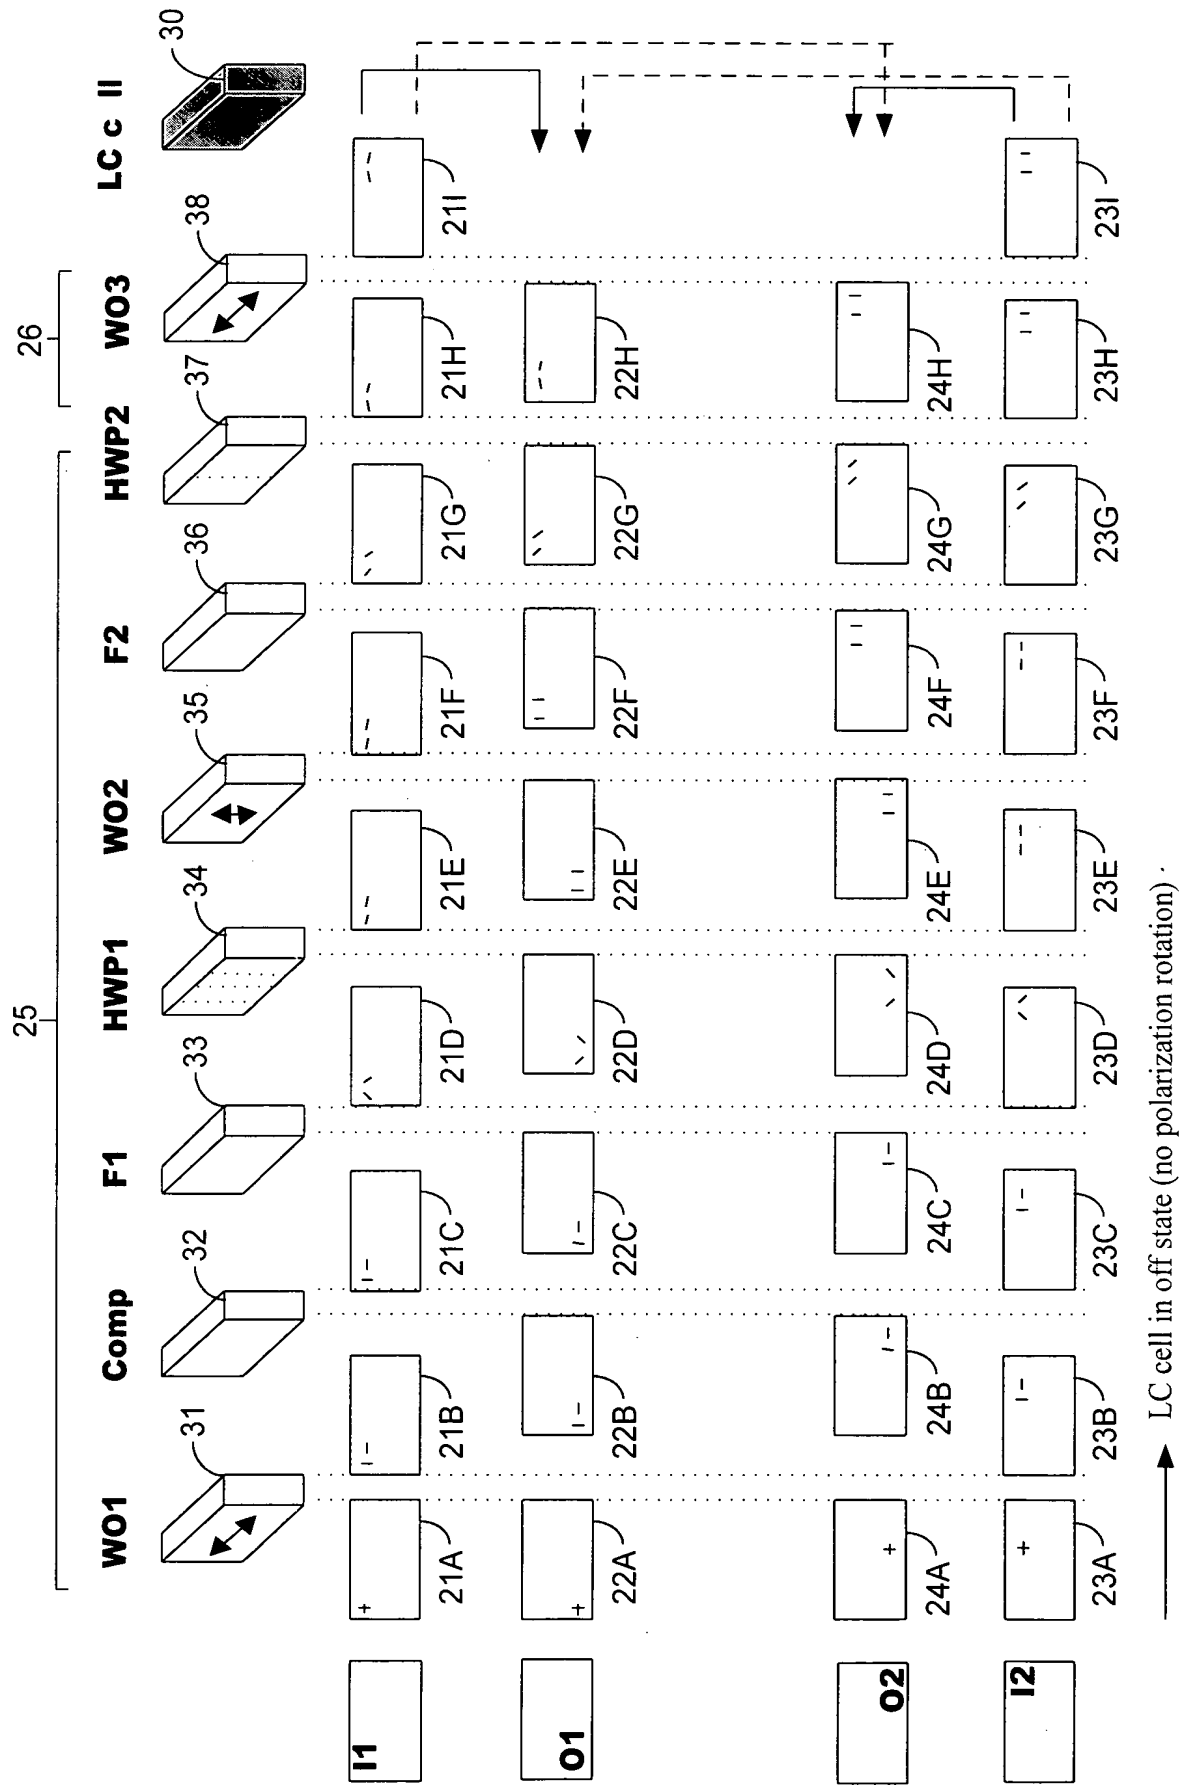 25
26
WO1
Comp
F1
HWP1
WO2
F2
HWP2
WO3
LC c II
31
32
33
34
35
36
37
38
30
I1
21A
21B
21C
21D
21E
21F
21G
21H
21I
O1
22A
22B
22C
22D
22E
22F
22G
22H
O2
24A
24B
24C
24D
24E
24F
24G
24H
I2
23A
23B
23C
23D
23E
23F
23G
23H
23I
LC cell in off state (no polarization rotation)